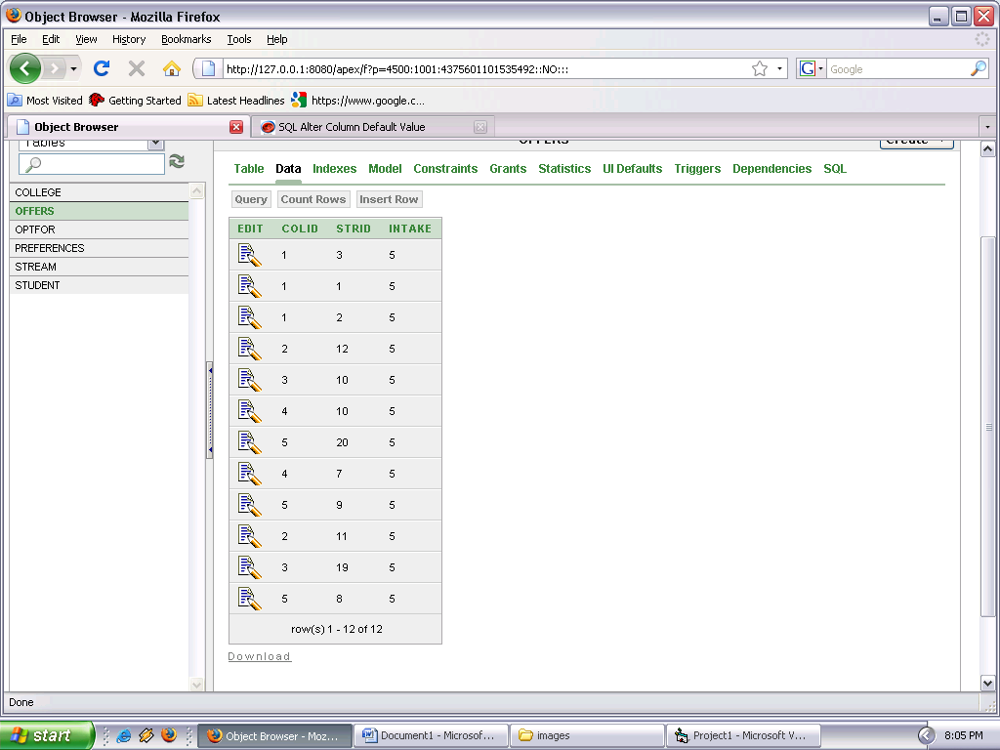 Object Browser - Mozilla Firefox
File Edit View History Bookmarks Tools Help
http://127.0.0.1:8080/apex/f?p=4500:1001:4375601101535492::NO:::
G Google
Most Visited Getting Started Latest Headlines https://www.google.c...
Object Browser SQL Alter Column Default Value
Tables OFFERS Create
Table Data Indexes Model Constraints Grants Statistics UI Defaults Triggers Dependencies SQL
COLLEGE
OFFERS
OPTFOR
PREFERENCES
STREAM
STUDENT
Query Count Rows Insert Row
EDIT COLID STRID INTAKE
1 3 5
1 1 5
1 2 5
2 12 5
3 10 5
4 10 5
5 20 5
4 7 5
5 9 5
2 11 5
3 19 5
5 8 5
row(s) 1 - 12 of 12
Download
Done
start Object Browser - Moz... Document1 - Microsof... images Project1 - Microsoft V... 8:05 PM